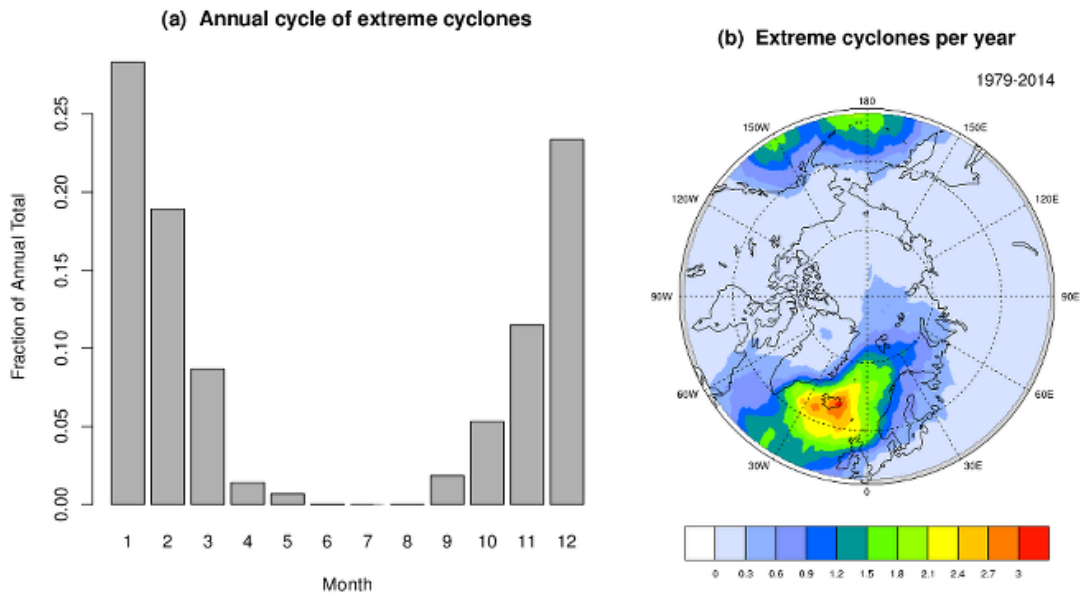 (a) Annual cycle of extreme cyclones
Fraction of Annual Total
0.25
0.20
0.15
0.10
0.05
0.00
1 2 3 4 5 6 7 8 9 10 11 12
Month
(b) Extreme cyclones per year
1979-2014
180
150W 150E
120W 120E
90W 90E
60W 60E
30W 30E
0
0 0.3 0.6 0.9 1.2 1.5 1.8 2.1 2.4 2.7 3